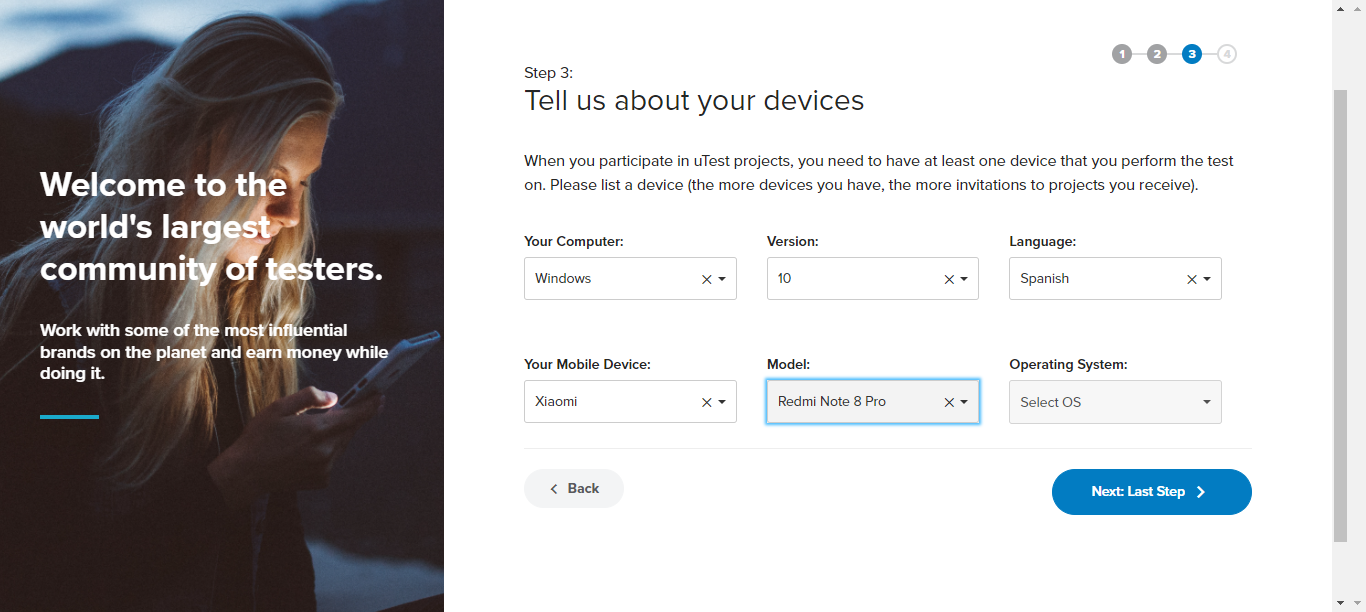 Welcome to the
world's largest
community of testers.
Work with some of the most influential
brands on the planet and earn money while
doing it.
1 2 3 4
Step 3:
Tell us about your devices
When you participate in uTest projects, you need to have at least one device that you perform the test
on. Please list a device (the more devices you have, the more invitations to projects you receive).
Your Computer: Version: Language:
Windows 10 Spanish
Your Mobile Device: Model: Operating System:
Xiaomi Redmi Note 8 Pro Select OS
Back Next: Last Step